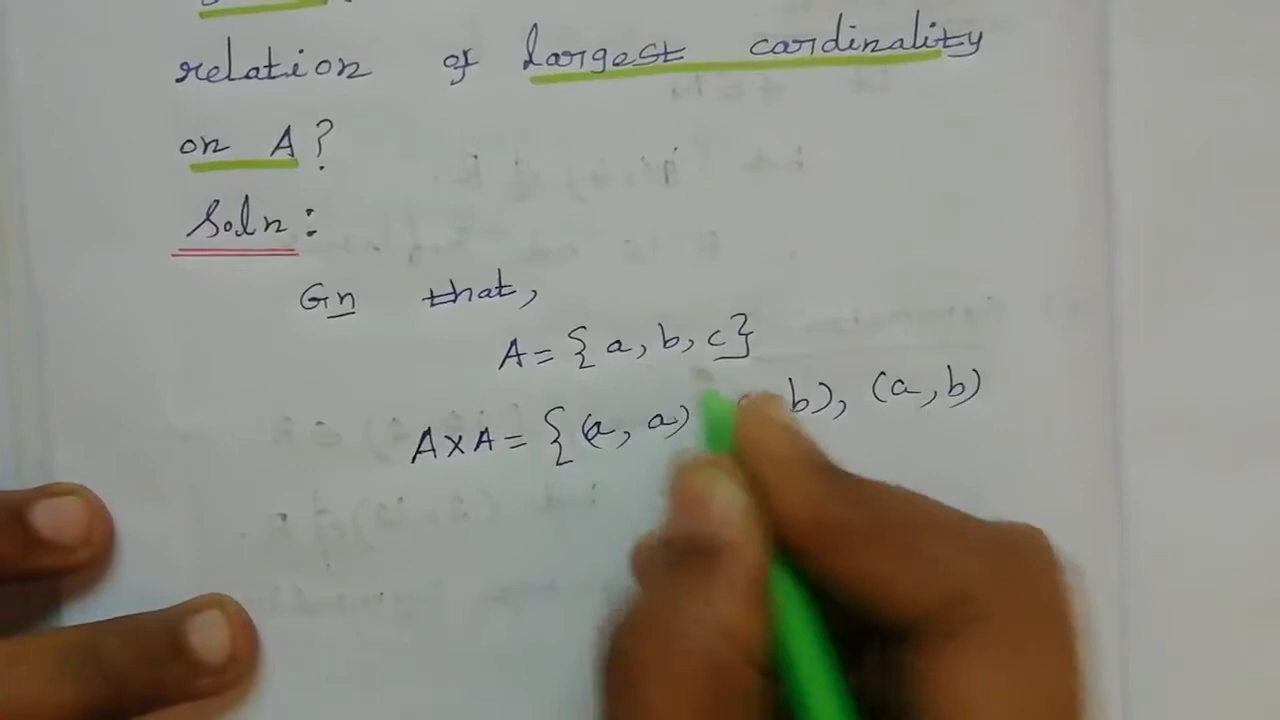 relation of largest cardinality
on A?
Soln:
Gn that,
A = {a, b, c}
A×A = {(a, a) b), (a, b)